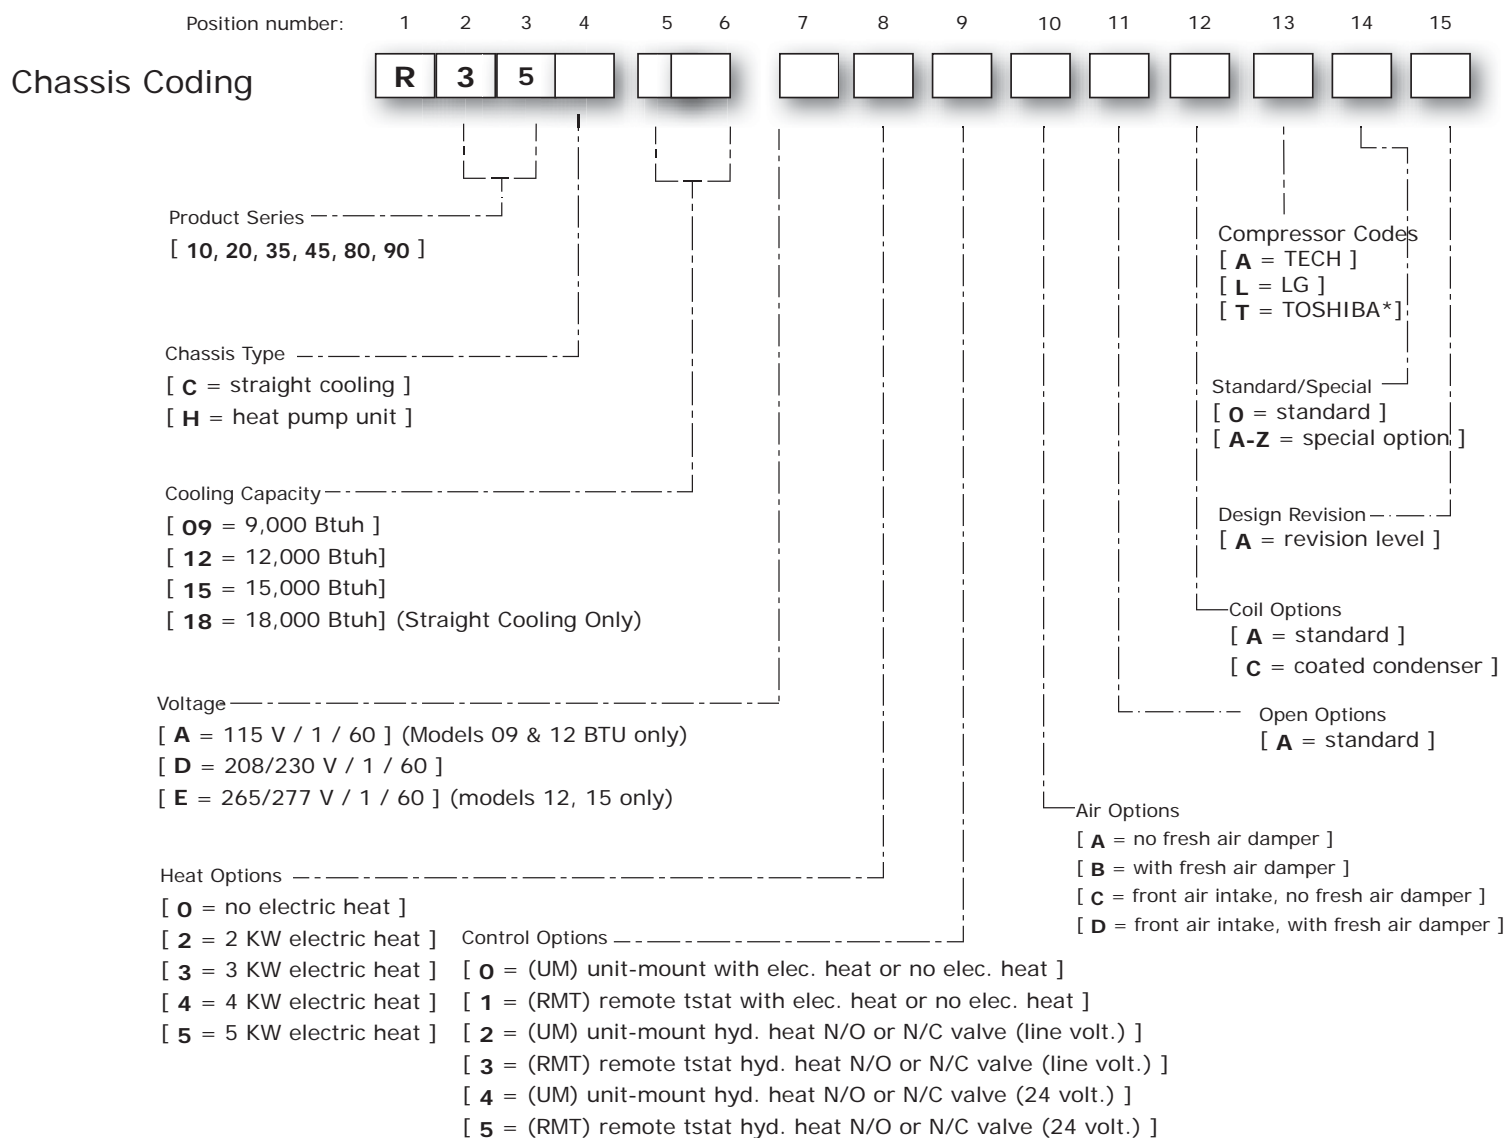 Position number: 1 2 3 4 5 6 7 8 9 10 11 12 13 14 15
Chassis Coding R 3 5
Product Series
[ 10, 20, 35, 45, 80, 90 ]
Chassis Type
[ C = straight cooling ]
[ H = heat pump unit ]
Cooling Capacity
[ 09 = 9,000 Btuh ]
[ 12 = 12,000 Btuh]
[ 15 = 15,000 Btuh]
[ 18 = 18,000 Btuh] (Straight Cooling Only)
Voltage
[ A = 115 V / 1 / 60 ] (Models 09 & 12 BTU only)
[ D = 208/230 V / 1 / 60 ]
[ E = 265/277 V / 1 / 60 ] (models 12, 15 only)
Heat Options
[ 0 = no electric heat ]
[ 2 = 2 KW electric heat ]
[ 3 = 3 KW electric heat ]
[ 4 = 4 KW electric heat ]
[ 5 = 5 KW electric heat ]
Control Options
[ 0 = (UM) unit-mount with elec. heat or no elec. heat ]
[ 1 = (RMT) remote tstat with elec. heat or no elec. heat ]
[ 2 = (UM) unit-mount hyd. heat N/O or N/C valve (line volt.) ]
[ 3 = (RMT) remote tstat hyd. heat N/O or N/C valve (line volt.) ]
[ 4 = (UM) unit-mount hyd. heat N/O or N/C valve (24 volt.) ]
[ 5 = (RMT) remote tstat hyd. heat N/O or N/C valve (24 volt.) ]
Compressor Codes
[ A = TECH ]
[ L = LG ]
[ T = TOSHIBA*]
Standard/Special
[ 0 = standard ]
[ A-Z = special option ]
Design Revision
[ A = revision level ]
Coil Options
[ A = standard ]
[ C = coated condenser ]
Open Options
[ A = standard ]
Air Options
[ A = no fresh air damper ]
[ B = with fresh air damper ]
[ C = front air intake, no fresh air damper ]
[ D = front air intake, with fresh air damper ]